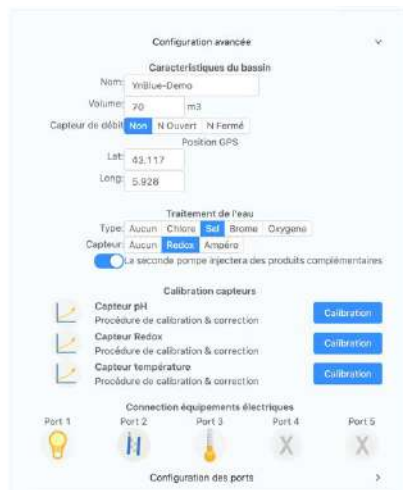 Configuration avancée
Caractéristiques du bassin
Nom: YriBlue-Demo
Volume: 70 m3
Capteur de débit Non N Ouvert N Fermé
Position GPS
Lat: 43.117
Long: 5.928
Traitement de l'eau
Type: Aucun Chlore Sel Brome Oxygene
Capteur: Aucun Redox Ampéro
La seconde pompe injectera des produits complémentaires
Calibration capteurs
Capteur pH
Procédure de calibration & correction
Calibration
Capteur Redox
Procédure de calibration & correction
Calibration
Capteur température
Procédure de calibration & correction
Calibration
Connection équipements électriques
Port 1 Port 2 Port 3 Port 4 Port 5
Configuration des ports